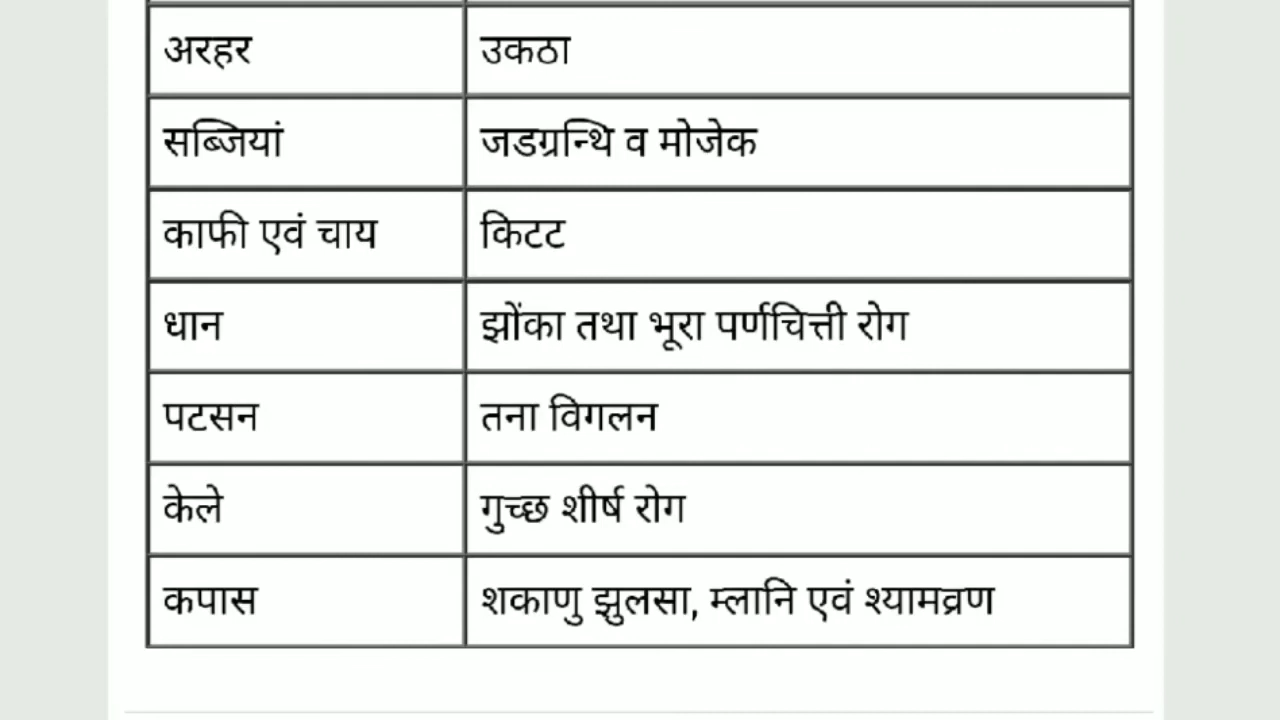 अरहर उकठा
सब्जियां जडग्रन्थि व मोजेक
काफी एवं चाय किटट
धान झोंका तथा भूरा पर्णचित्ती रोग
पटसन तना विगलन
केले गुच्छ शीर्ष रोग
कपास शकाणु झुलसा, म्लानि एवं श्यामव्रण